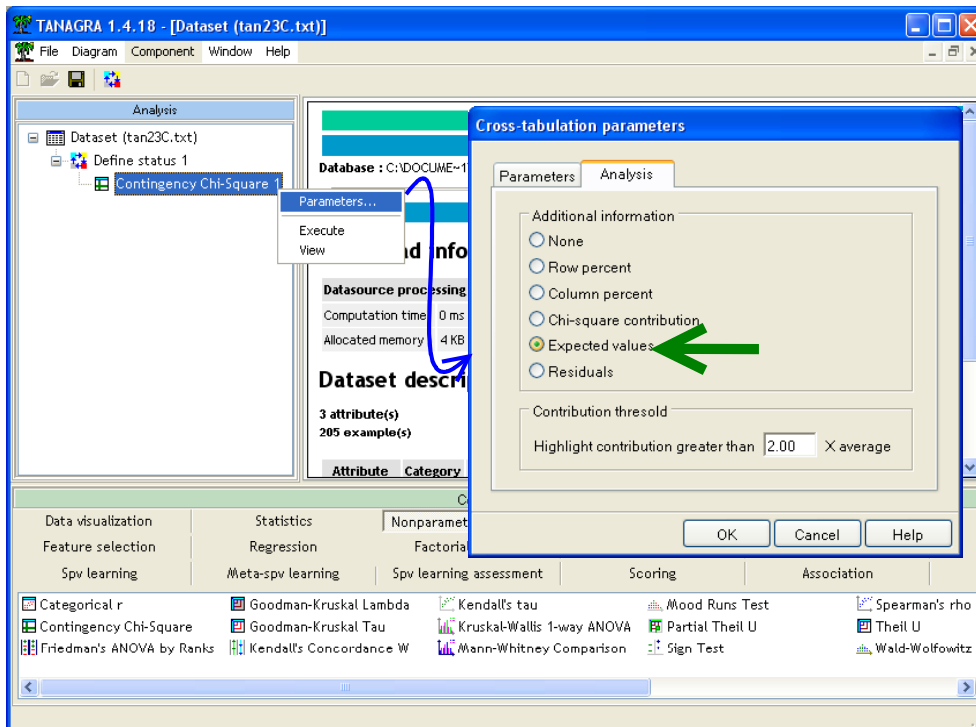 TANAGRA 1.4.18 - [Dataset (tan23C.txt)]
File Diagram Component Window Help
Analysis
Dataset (tan23C.txt)
Define status 1
Contingency Chi-Square 1
Parameters...
Execute
View
Database : C:\DOCUME~1
Datasource processing
Computation time 0 ms
Allocated memory 4 KB
Dataset
3 attribute(s)
205 example(s)
Attribute Category
Cross-tabulation parameters
Parameters Analysis
Additional information
None
Row percent
Column percent
Chi-square contribution
Expected values
Residuals
Contribution thresold
Highlight contribution greater than 2.00 X average
OK Cancel Help
Data visualization Statistics
Feature selection Regression
Spv learning Meta-spv learning Spv learning assessment Scoring Association
Categorical r Goodman-Kruskal Lambda Kendall's tau Mood Runs Test Spearman's rho
Contingency Chi-Square Goodman-Kruskal Tau Kruskal-Wallis 1-way ANOVA Partial Theil U Theil U
Friedman's ANOVA by Ranks Kendall's Concordance W Mann-Whitney Comparison Sign Test Wald-Wolfowitz